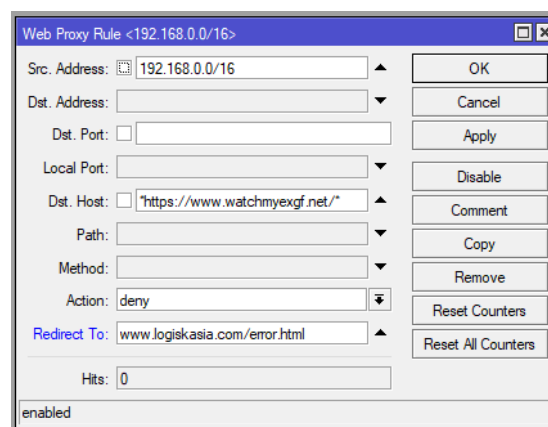 Web Proxy Rule <192.168.0.0/16>
Src. Address: 192.168.0.0/16
OK
Dst. Address:
Cancel
Dst. Port:
Apply
Local Port:
Disable
Dst. Host: "https://www.watchmyexgf.net/"
Comment
Path:
Copy
Method:
Remove
Action: deny
Reset Counters
Redirect To: www.logiskasia.com/error.html
Reset All Counters
Hits: 0
enabled